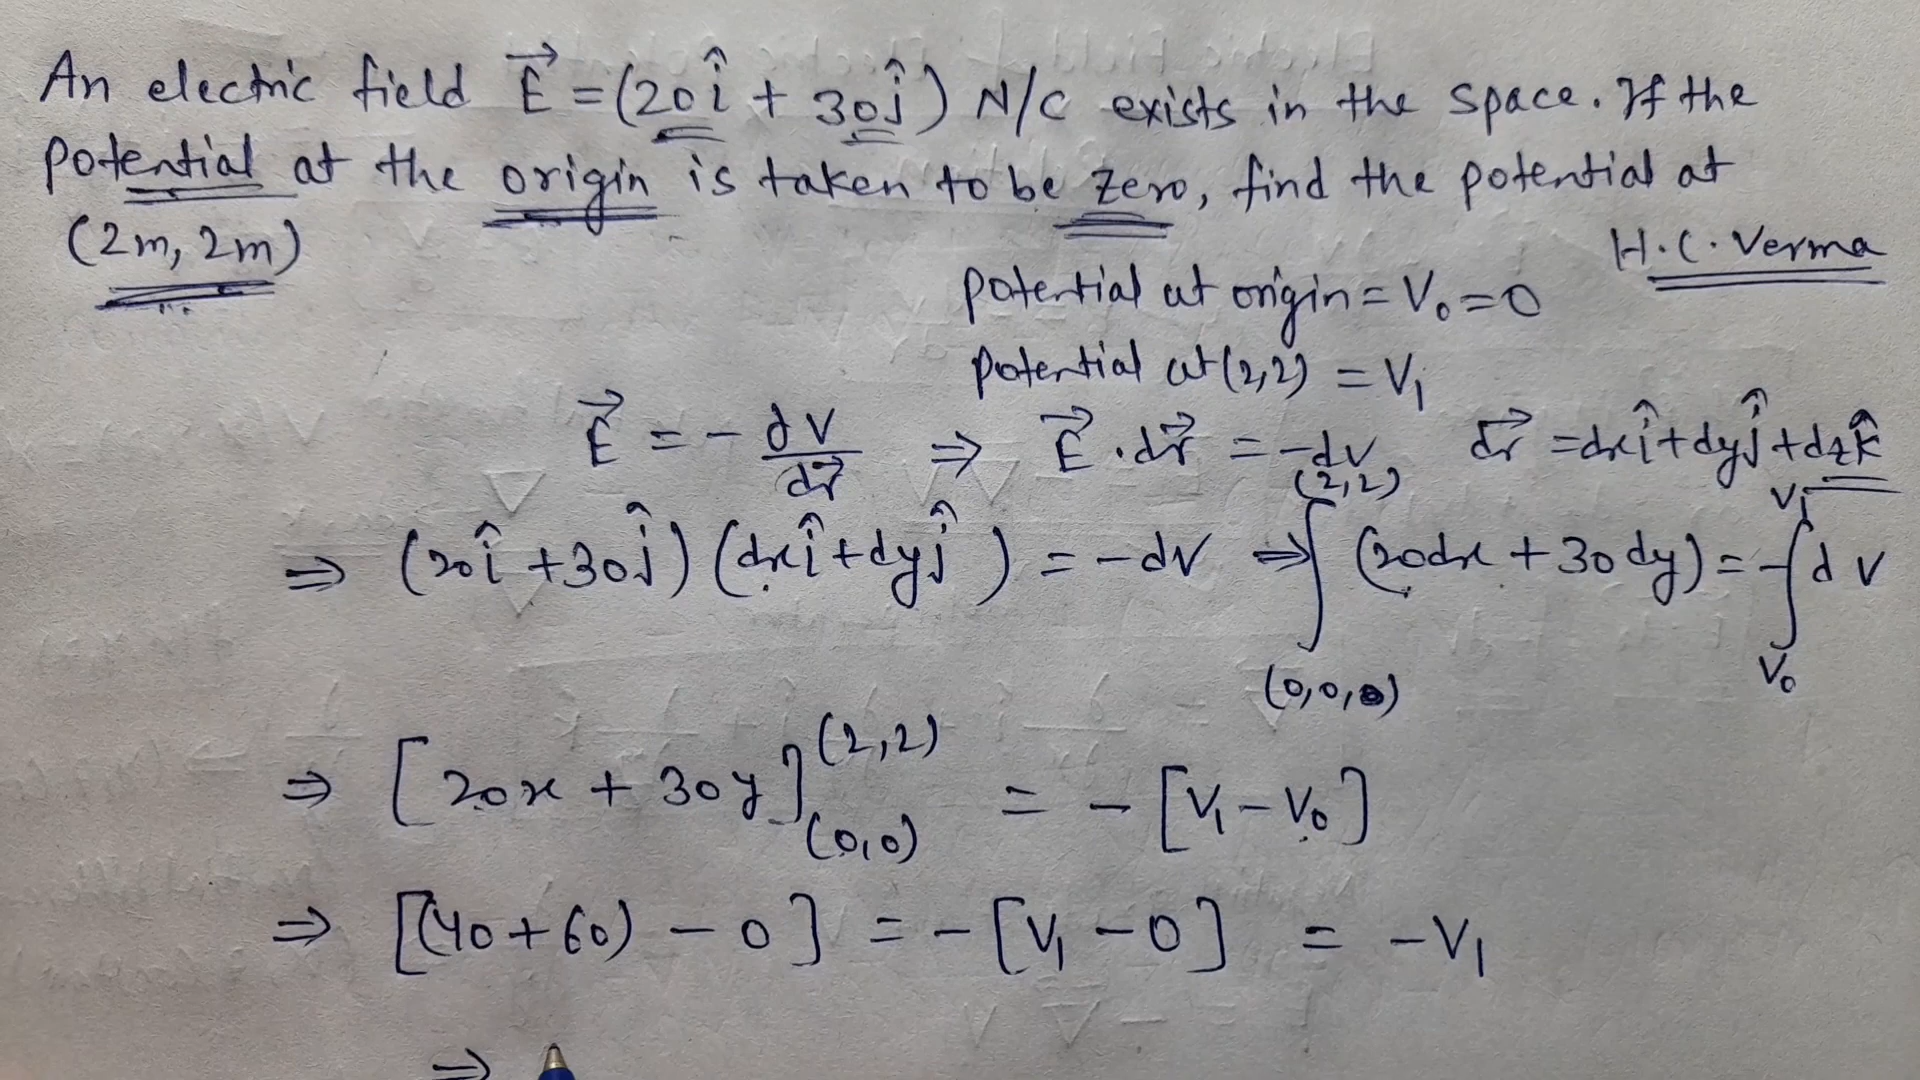 An electric field E⃗ = (20î + 30ĵ) N/C exists in the space. If the
potential at the origin is taken to be zero, find the potential at
(2m, 2m)
H.C. Verma
potential at origin = V₀ = 0
potential at (2,2) = V₁
E⃗ = - dV/dr⃗ ⇒ E⃗ . dr⃗ = -dV dr⃗ = dxî + dyĵ + dzk̂
⇒ (20î + 30ĵ) (dxî + dyĵ) = -dV ⇒ ∫_(0,0,0)^(2,2) (20dx + 30dy) = -∫_V₀^V₁ dV
⇒ [20x + 30y]_(0,0)^(2,2) = - [V₁ - V₀]
⇒ [(40 + 60) - 0] = - [V₁ - 0] = - V₁
⇒